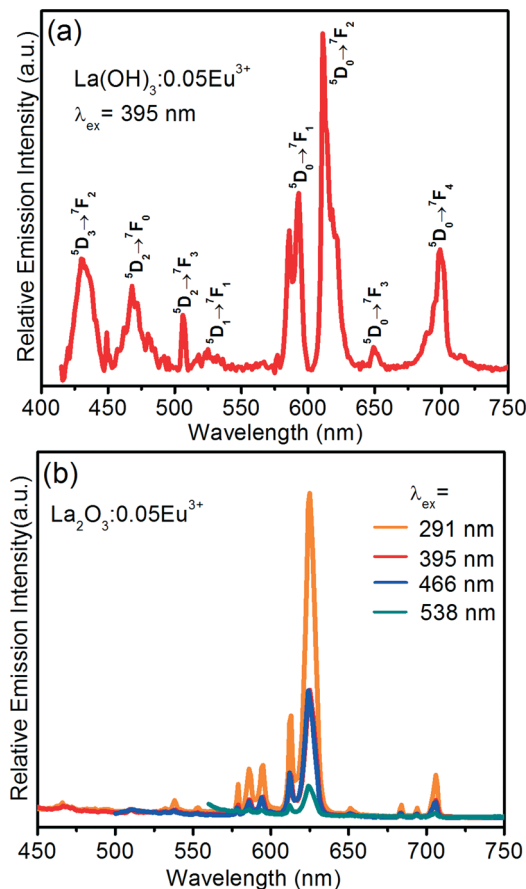 (a)
La(OH)₃:0.05Eu³⁺
λₑₓ= 395 nm
⁵D₃→⁷F₂
⁵D₂→⁷F₀
⁵D₂→⁷F₃
⁵D₁→⁷F₁
⁵D₀→⁷F₁
⁵D₀→⁷F₂
⁵D₀→⁷F₃
⁵D₀→⁷F₄
Relative Emission Intensity (a.u.)
400 450 500 550 600 650 700 750
Wavelength (nm)
(b)
La₂O₃:0.05Eu³⁺
λₑₓ=
291 nm
395 nm
466 nm
538 nm
Relative Emission Intensity(a.u.)
450 500 550 600 650 700 750
Wavelength (nm)